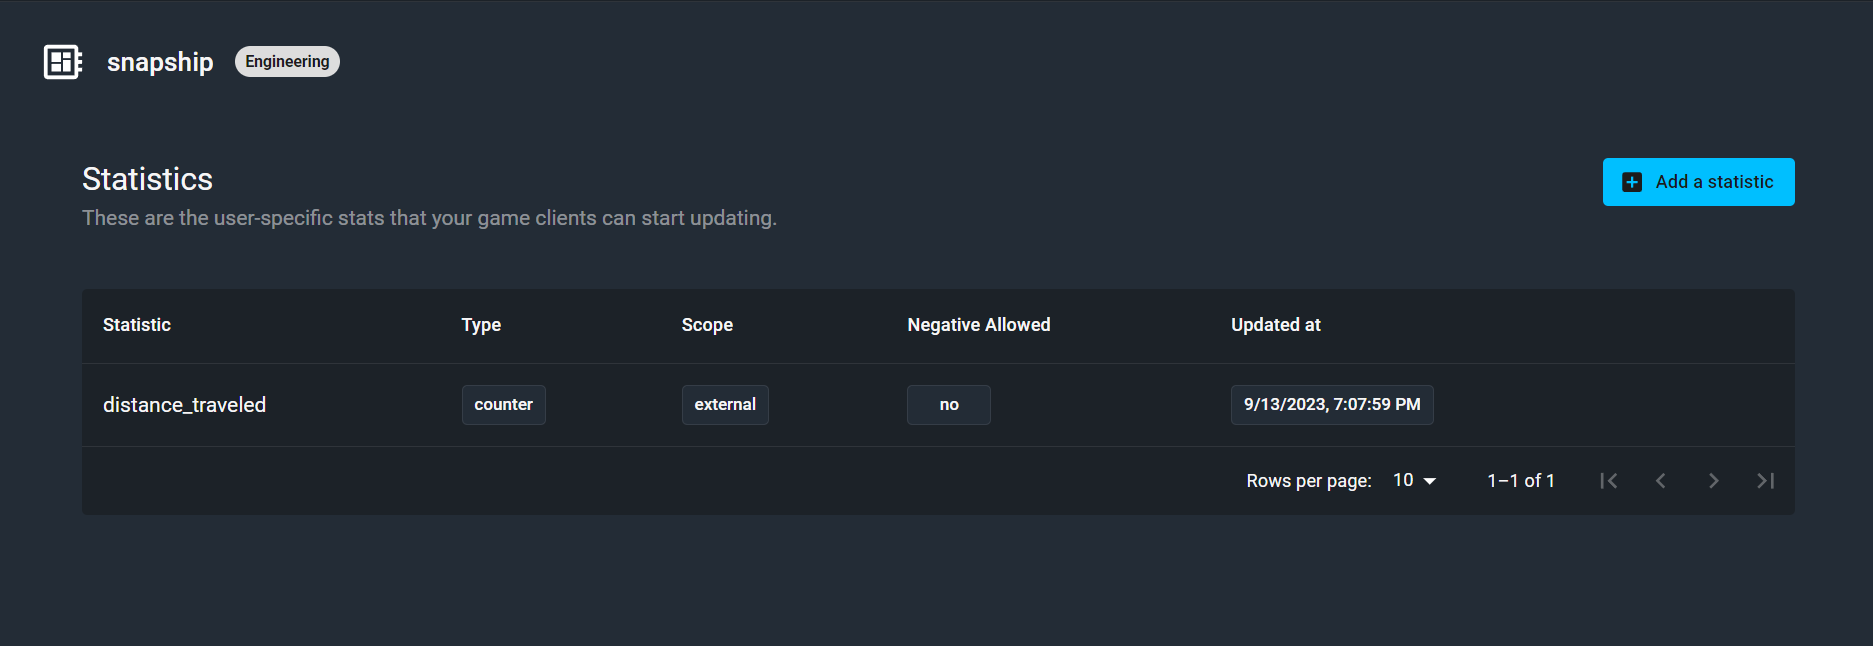 snapship Engineering
Statistics
Add a statistic
These are the user-specific stats that your game clients can start updating.
Statistic Type Scope Negative Allowed Updated at
distance_traveled counter external no 9/13/2023, 7:07:59 PM
Rows per page: 10 1–1 of 1